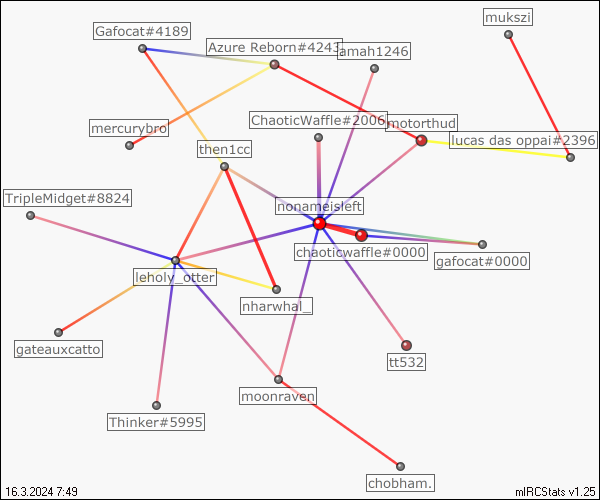 mukszi
Gafocat#4189
Azure Reborn#4243
amah1246
ChaoticWaffle#2006
motorthud
mercurybro
lucas das oppai#2396
then1cc
TripleMidget#8824
nonameisleft
chaoticwaffle#0000
gafocat#0000
leholy_otter
nharwhal_
gateauxcatto
tt532
moonraven
Thinker#5995
chobham.
16.3.2024 7:49
mIRCStats v1.25